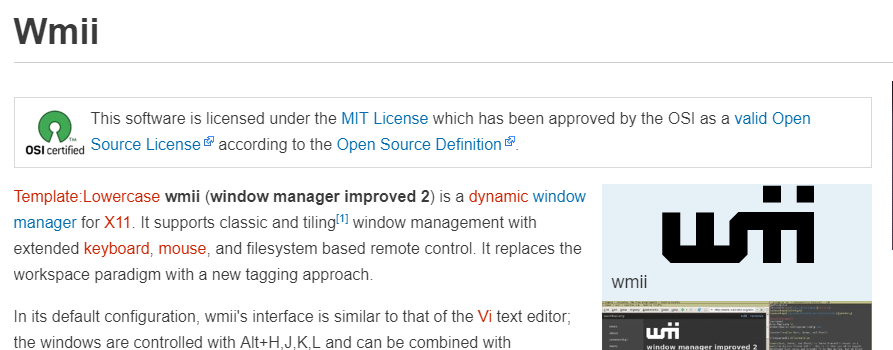 Wmii
This software is licensed under the MIT License which has been approved by the OSI as a valid Open
OSI certified TM
Source License according to the Open Source Definition.
Template:Lowercase wmii (window manager improved 2) is a dynamic window
manager for X11. It supports classic and tiling[1] window management with
extended keyboard, mouse, and filesystem based remote control. It replaces the
workspace paradigm with a new tagging approach.
In its default configuration, wmii's interface is similar to that of the Vi text editor;
the windows are controlled with Alt+H,J,K,L and can be combined with
wmii
wmii
wmii
window manager improved 2